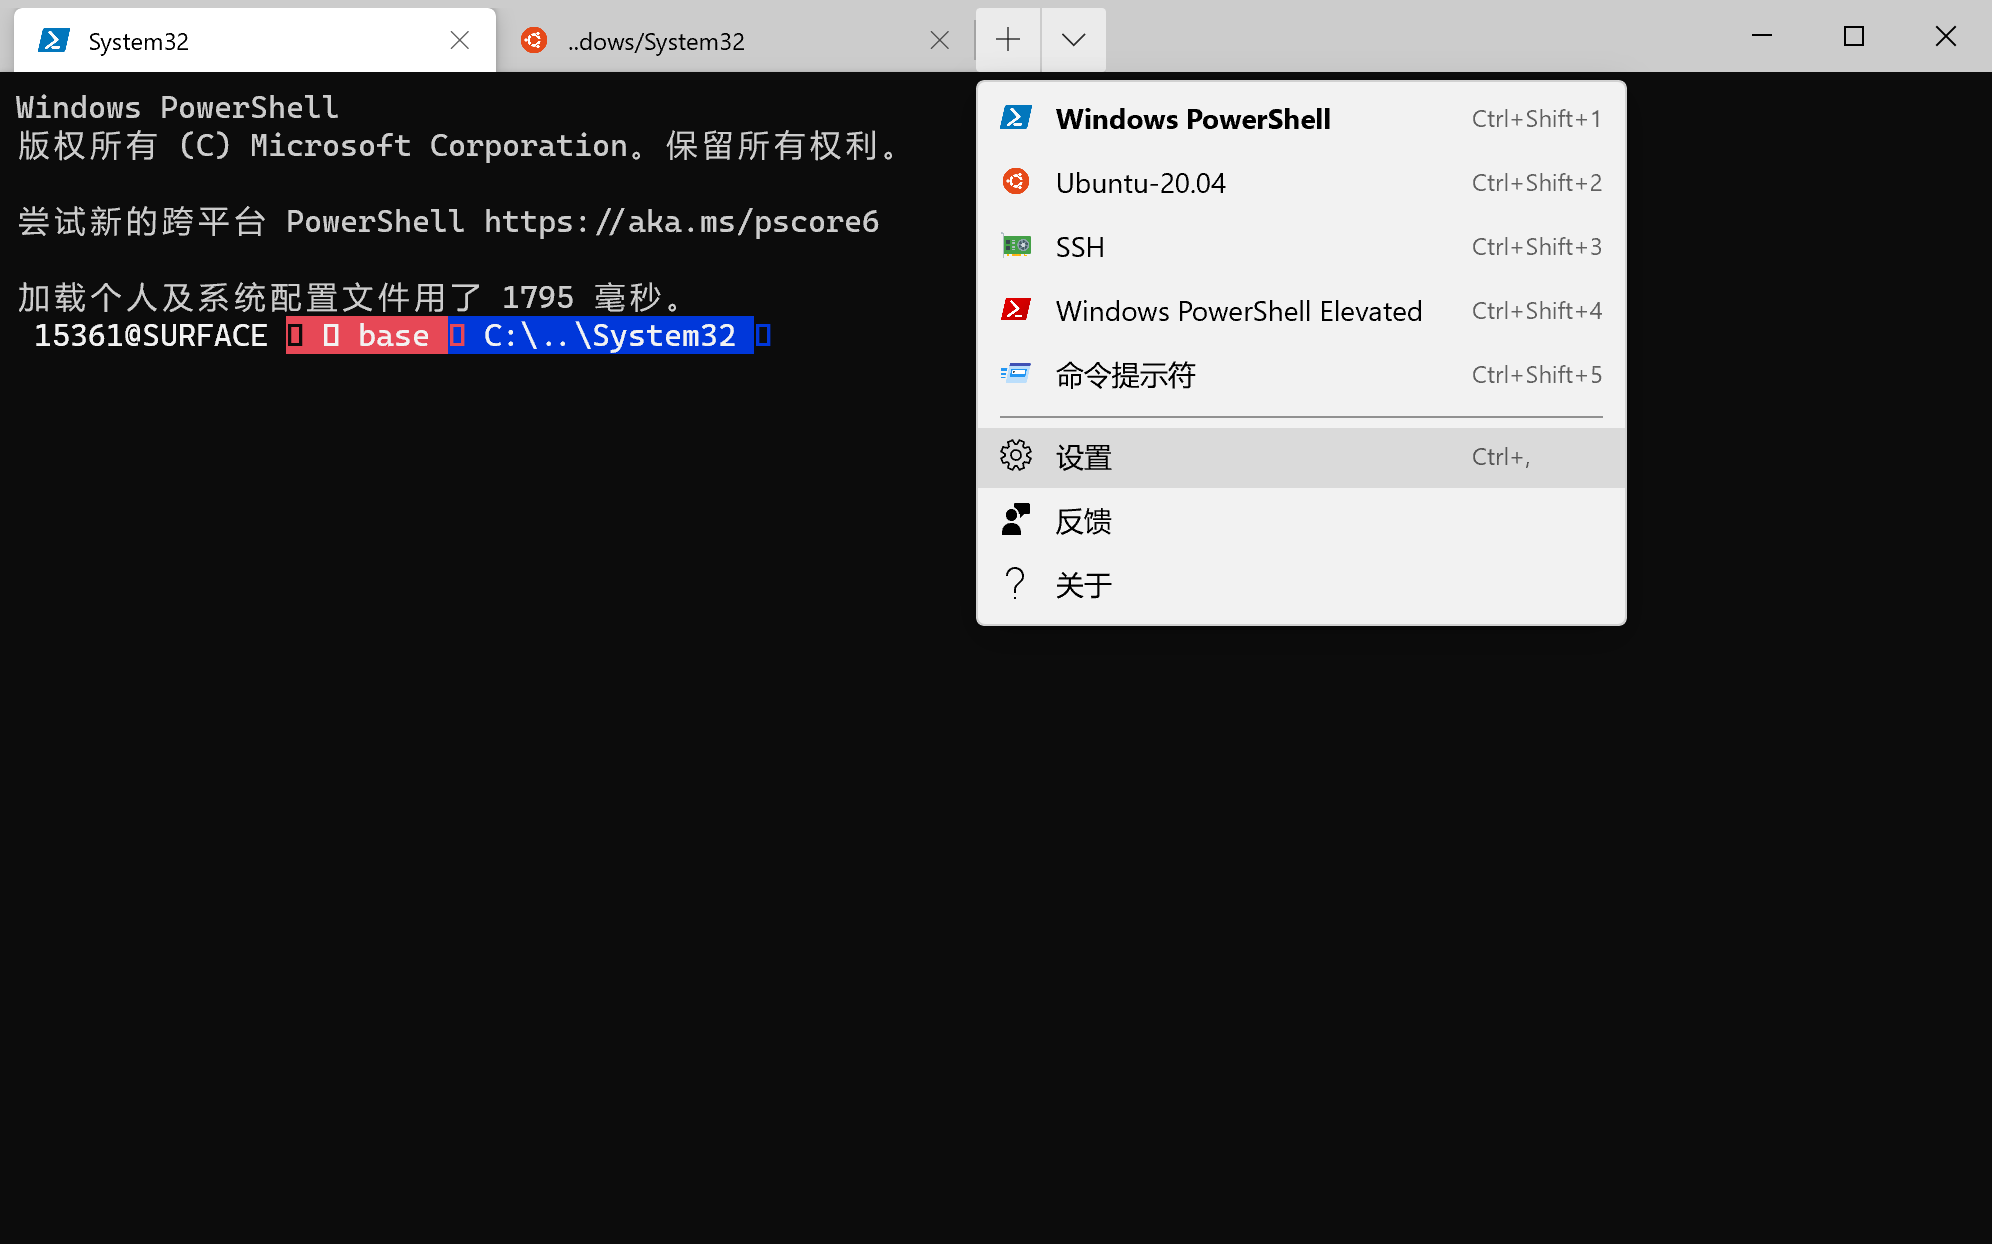 System32
..dows/System32
Windows PowerShell
版权所有 (C) Microsoft Corporation。保留所有权利。
尝试新的跨平台 PowerShell https://aka.ms/pscore6
加载个人及系统配置文件用了 1795 毫秒。
15361@SURFACE base C:\..\System32
Windows PowerShell Ctrl+Shift+1
Ubuntu-20.04 Ctrl+Shift+2
SSH Ctrl+Shift+3
Windows PowerShell Elevated Ctrl+Shift+4
命令提示符 Ctrl+Shift+5
设置 Ctrl+,
反馈
关于